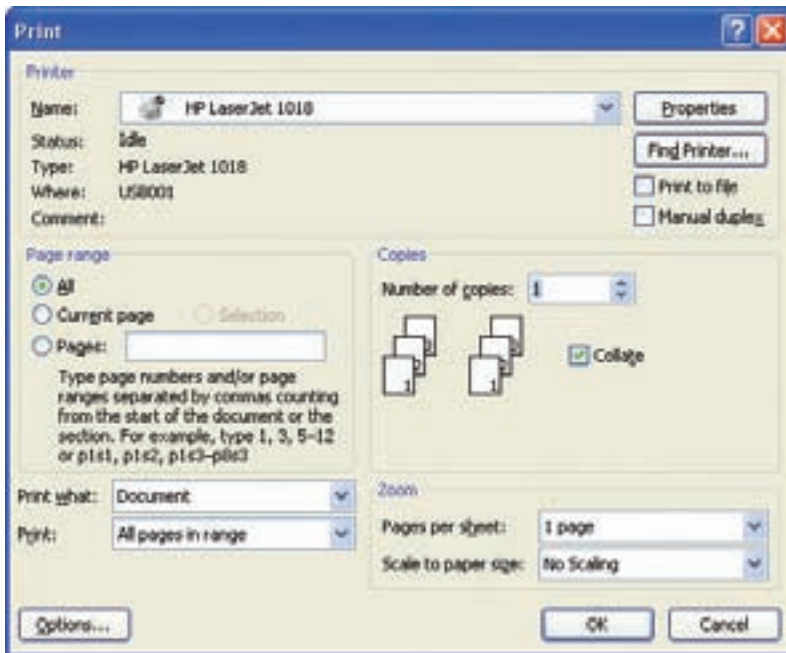 Print
Printer
Name: HP LaserJet 1018 Properties
Status: Idle Find Printer...
Type: HP LaserJet 1018
Where: USB001 Print to file
Comment: Manual duplex
Page range
All
Current page Selection
Pages:
Type page numbers and/or page
ranges separated by commas counting
from the start of the document or the
section. For example, type 1, 3, 5-12
or p1s1, p1s2, p1s3-p8s3
Copies
Number of copies: 1
1
1
Collate
Print what: Document
Print: All pages in range
Zoom
Pages per sheet: 1 page
Scale to paper size: No Scaling
Options... OK Cancel